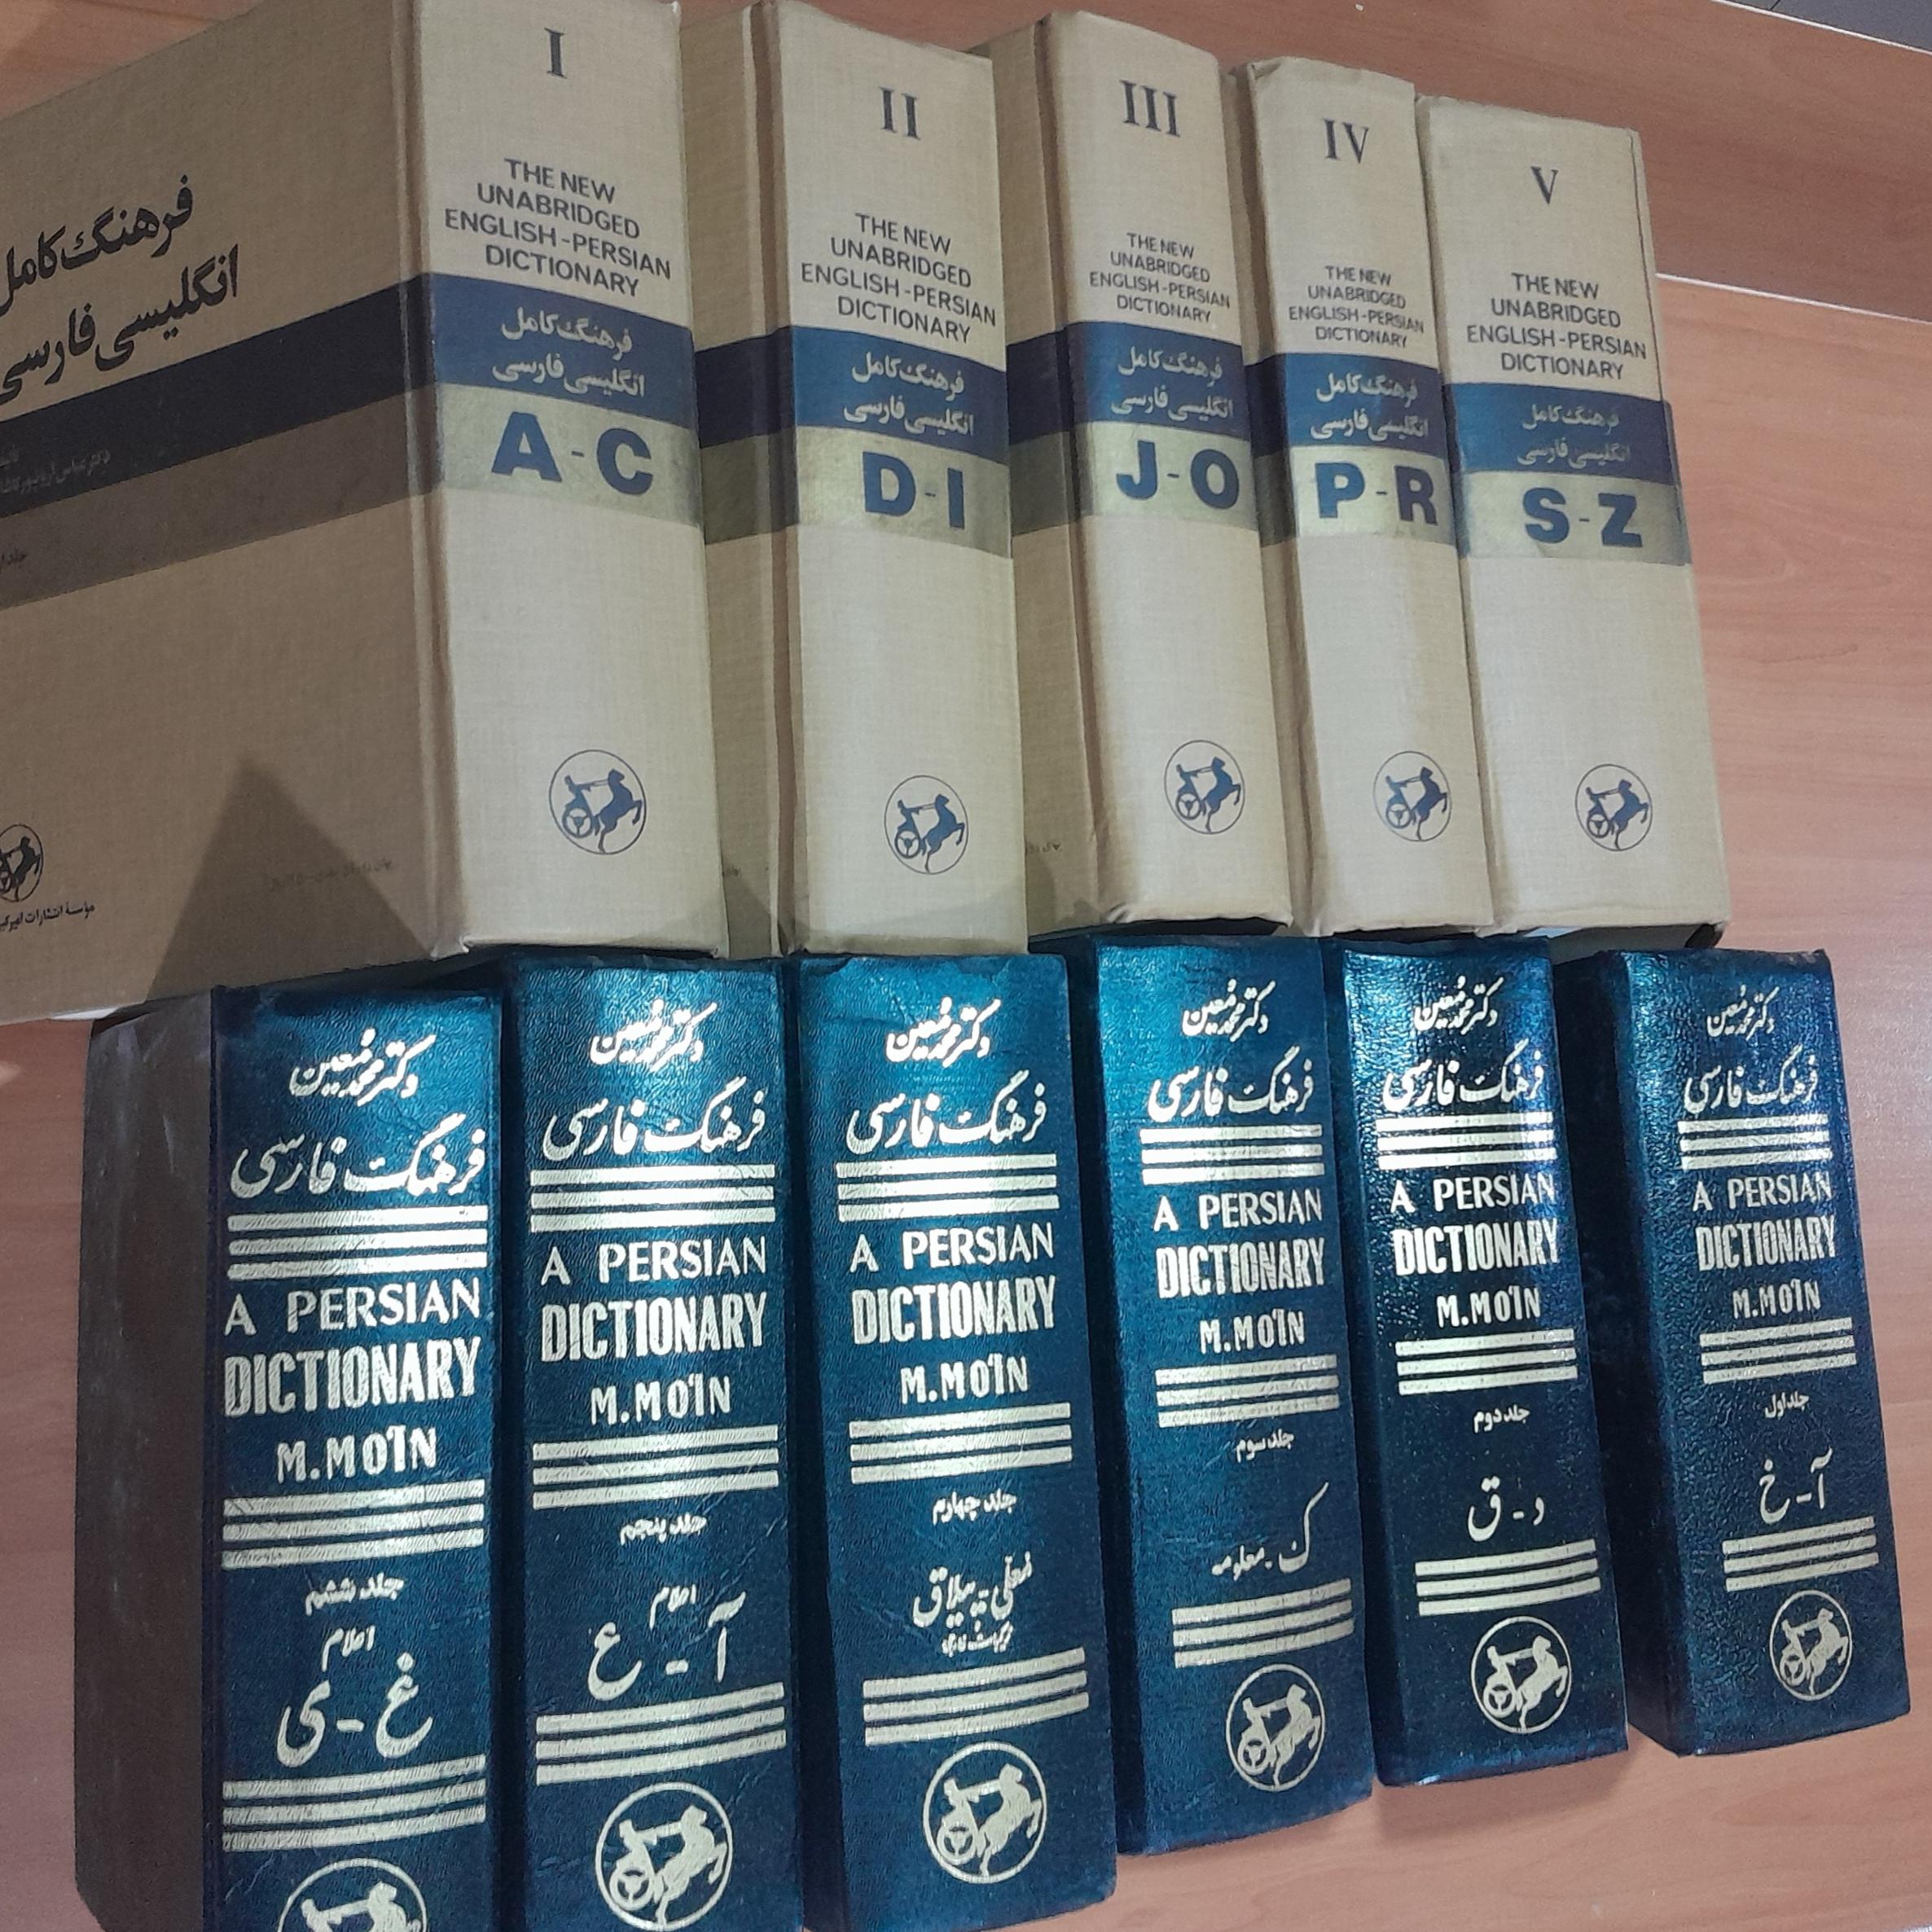 فرهنگ کامل
انگلیسی فارسی
I
THE NEW
UNABRIDGED
ENGLISH-PERSIAN
DICTIONARY
فرهنگ کامل
انگلیسی فارسی
A-C
II
THE NEW
UNABRIDGED
ENGLISH-PERSIAN
DICTIONARY
فرهنگ کامل
انگلیسی فارسی
D-I
III
THE NEW
UNABRIDGED
ENGLISH-PERSIAN
DICTIONARY
فرهنگ کامل
انگلیسی فارسی
J-O
IV
THE NEW
UNABRIDGED
ENGLISH-PERSIAN
DICTIONARY
فرهنگ کامل
انگلیسی فارسی
P-R
V
THE NEW
UNABRIDGED
ENGLISH-PERSIAN
DICTIONARY
فرهنگ کامل
انگلیسی فارسی
S-Z
مؤسسهٔ انتشارات
دکتر محمد معین
فرهنگ فارسی
A PERSIAN
DICTIONARY
M.MO'IN
جلد ششم
اعلام
غ-ی
دکتر محمد معین
فرهنگ فارسی
A PERSIAN
DICTIONARY
M.MO'IN
جلد پنجم
اعلام
آ-ع
دکتر محمد معین
فرهنگ فارسی
A PERSIAN
DICTIONARY
M.MO'IN
جلد چهارم
معلّی-ییلاق
دکتر محمد معین
فرهنگ فارسی
A PERSIAN
DICTIONARY
M.MO'IN
جلد سوم
ک-معلومه
دکتر محمد معین
فرهنگ فارسی
A PERSIAN
DICTIONARY
M.MO'IN
جلد دوم
د-ق
دکتر محمد معین
فرهنگ فارسی
A PERSIAN
DICTIONARY
M.MO'IN
جلد اول
آ-خ